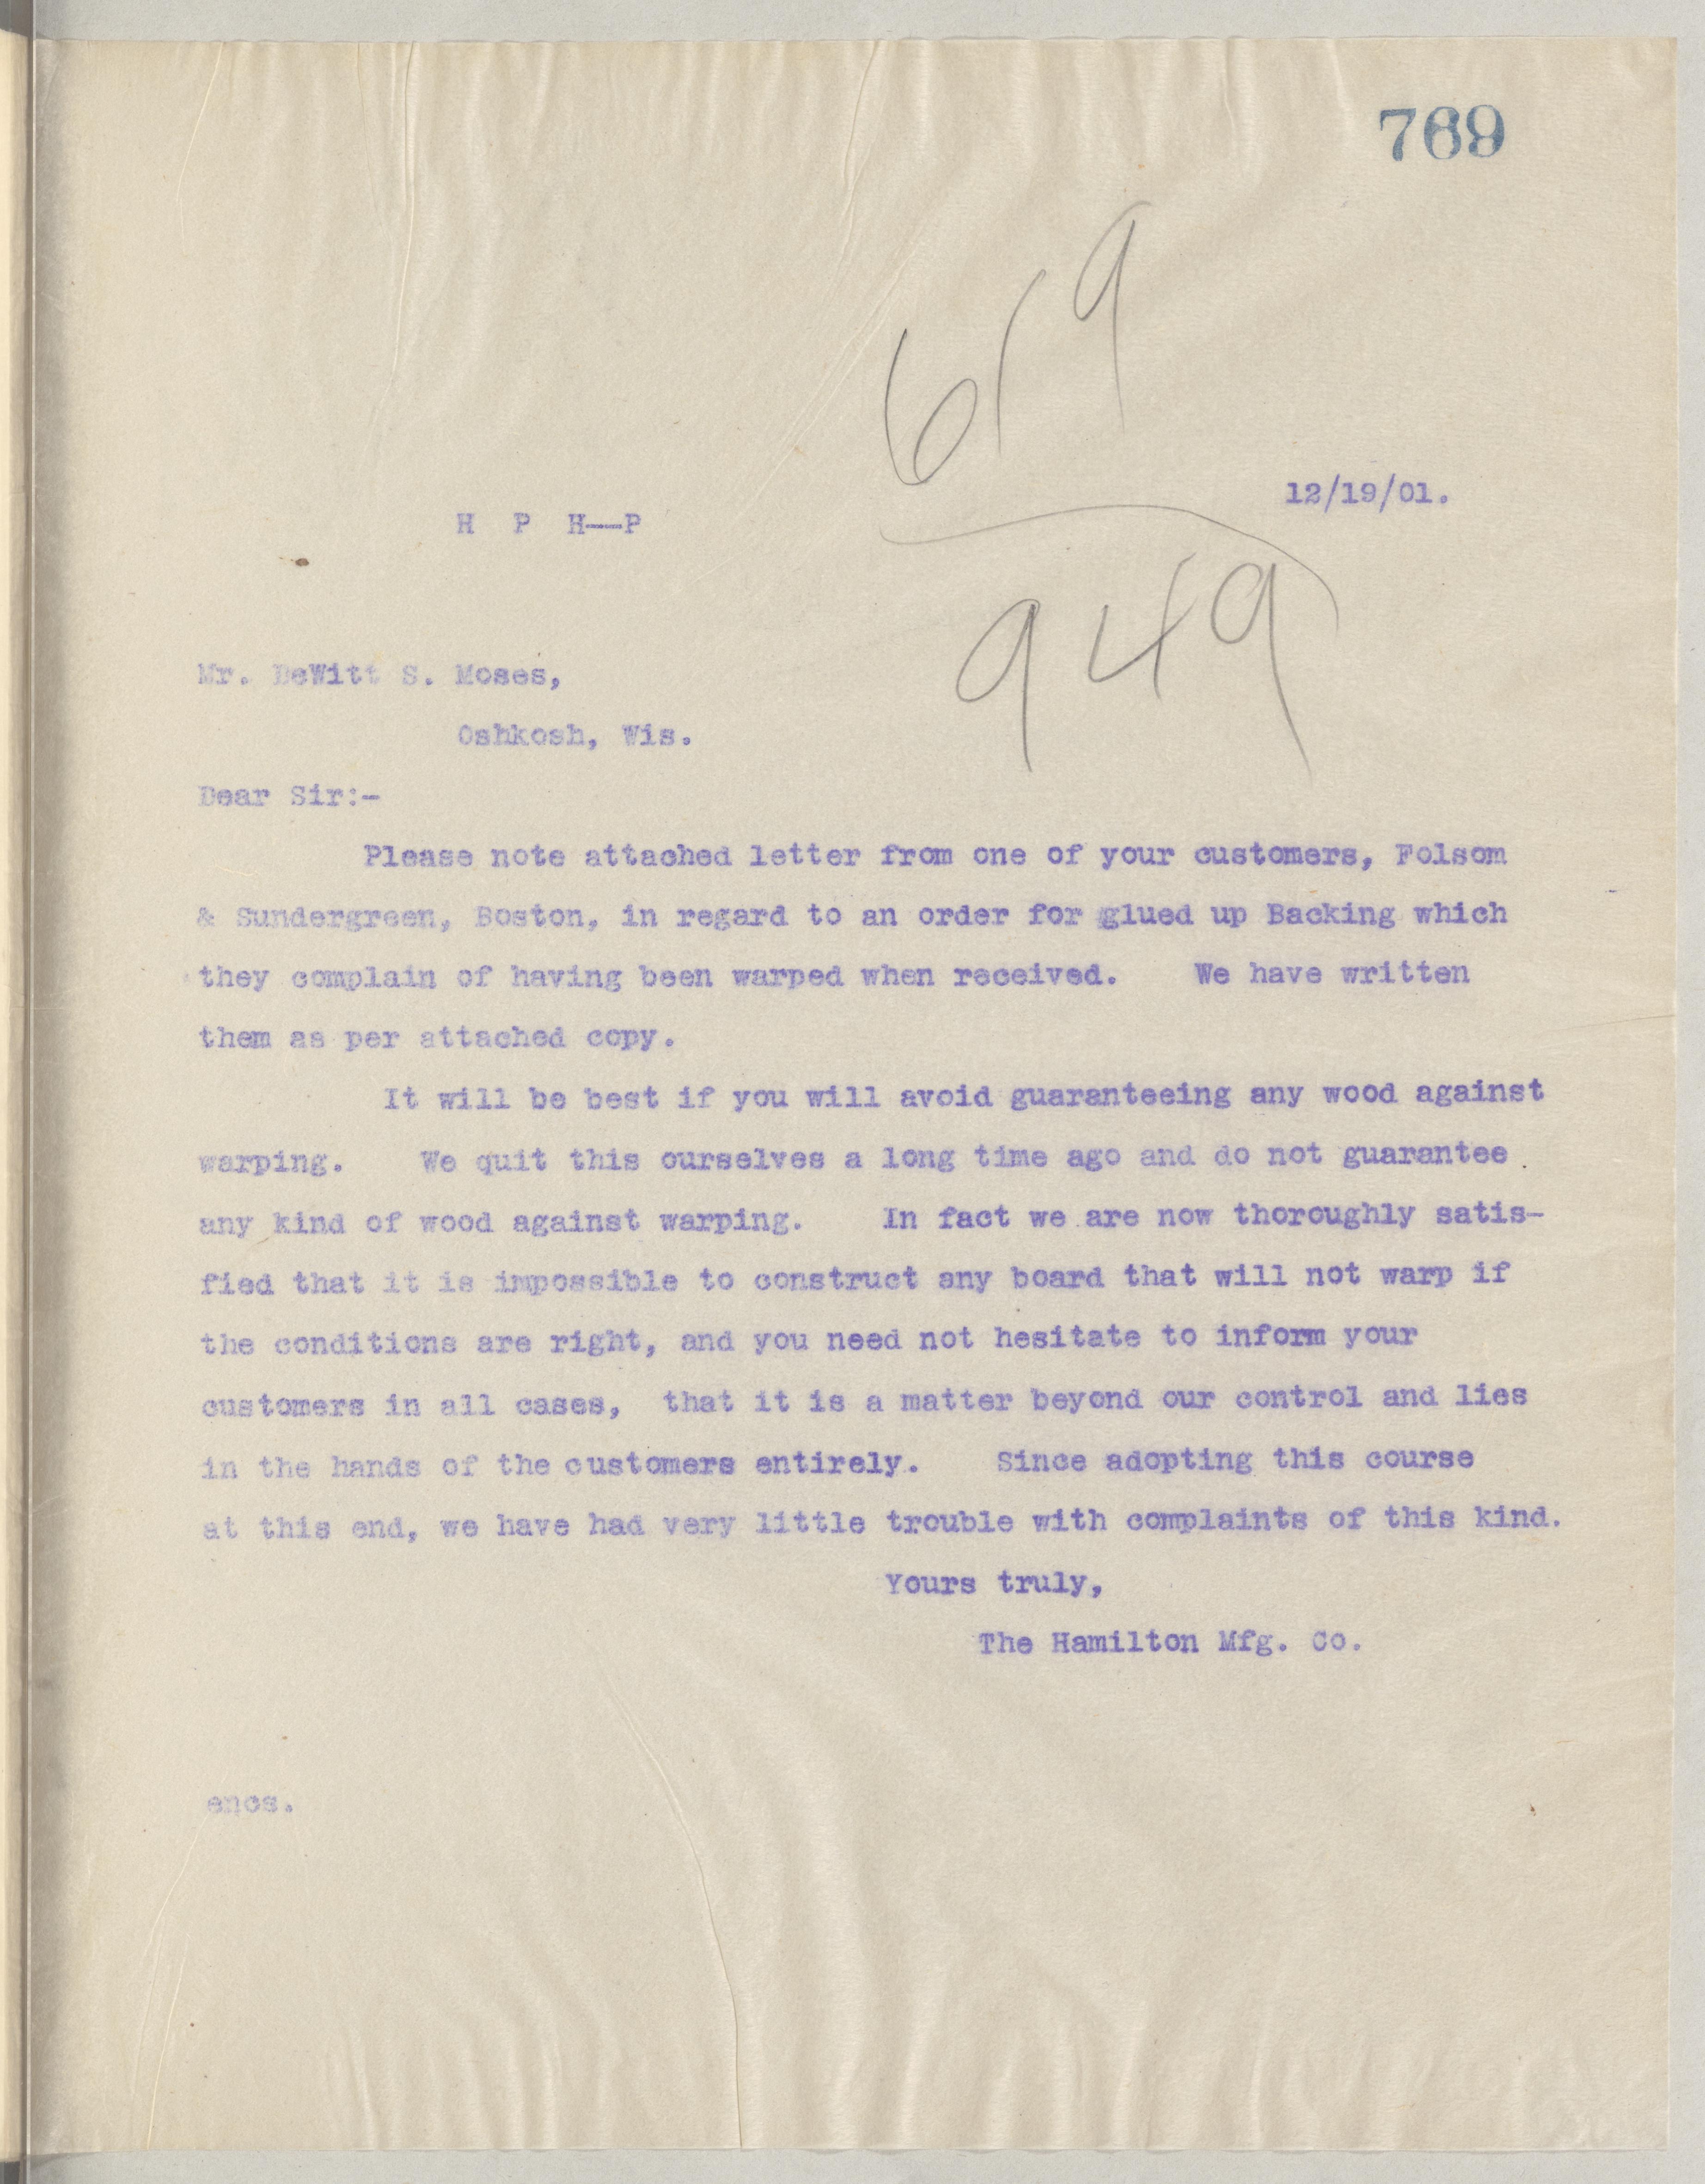 769
619
12/19/01.
H P H--P
949
Mr. DeWitt S. Moses,
Oshkosh, Wis.
Dear Sir:-
Please note attached letter from one of your customers, Folsom
& Sundergreen, Boston, in regard to an order for glued up Backing which
they complain of having been warped when received. We have written
them as per attached copy.
It will be best if you will avoid guaranteeing any wood against
warping. We quit this ourselves a long time ago and do not guarantee
any kind of wood against warping. In fact we are now thoroughly satis-
fied that it is impossible to construct any board that will not warp if
the conditions are right, and you need not hesitate to inform your
customers in all cases, that it is a matter beyond our control and lies
in the hands of the customers entirely. Since adopting this course
at this end, we have had very little trouble with complaints of this kind.
Yours truly,
The Hamilton Mfg. Co.
encs.